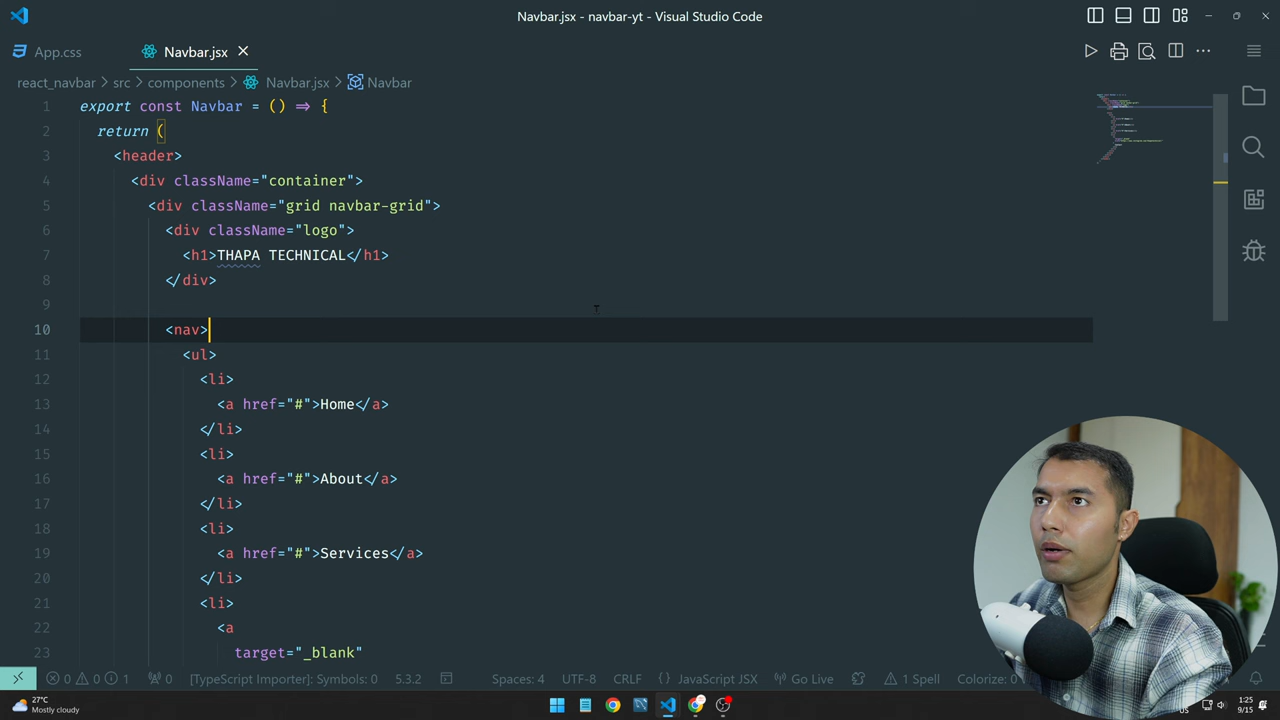 Navbar.jsx - navbar-yt - Visual Studio Code
App.css
Navbar.jsx
react_navbar > src > components > Navbar.jsx > Navbar
1 export const Navbar = () => {
2 return (
3 <header>
4 <div className="container">
5 <div className="grid navbar-grid">
6 <div className="logo">
7 <h1>THAPA TECHNICAL</h1>
8 </div>
9
10 <nav>
11 <ul>
12 <li>
13 <a href="#">Home</a>
14 </li>
15 <li>
16 <a href="#">About</a>
17 </li>
18 <li>
19 <a href="#">Services</a>
20 </li>
21 <li>
22 <a
23 target="_blank"
0 0 1 0 [TypeScript Importer]: Symbols: 0 5.3.2 Spaces: 4 UTF-8 CRLF {} JavaScript JSX Go Live 1 Spell Colorize: 0
27°C
Mostly cloudy
US
1:25
9/15